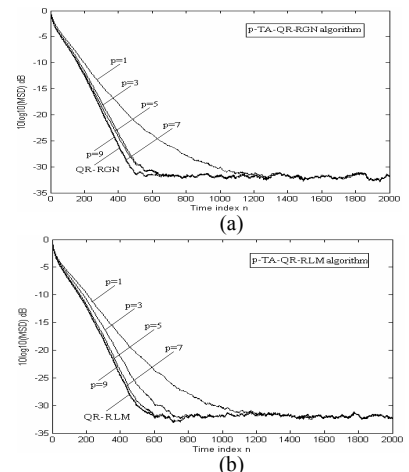 0
-5
-10
-15
-20
-25
-30
-35
10log10(MSD) dB
p-TA-QR-RGN algorithm
p=1
p=3
p=5
p=7
p=9
QR-RGN
0 200 400 600 800 1000 1200 1400 1600 1800 2000
Time index n
(a)
0
-5
-10
-15
-20
-25
-30
-35
10log10(MSD) dB
p-TA-QR-RLM algorithm
p=1
p=3
p=5
p=7
p=9
QR-RLM
0 200 400 600 800 1000 1200 1400 1600 1800 2000
Time index n
(b)